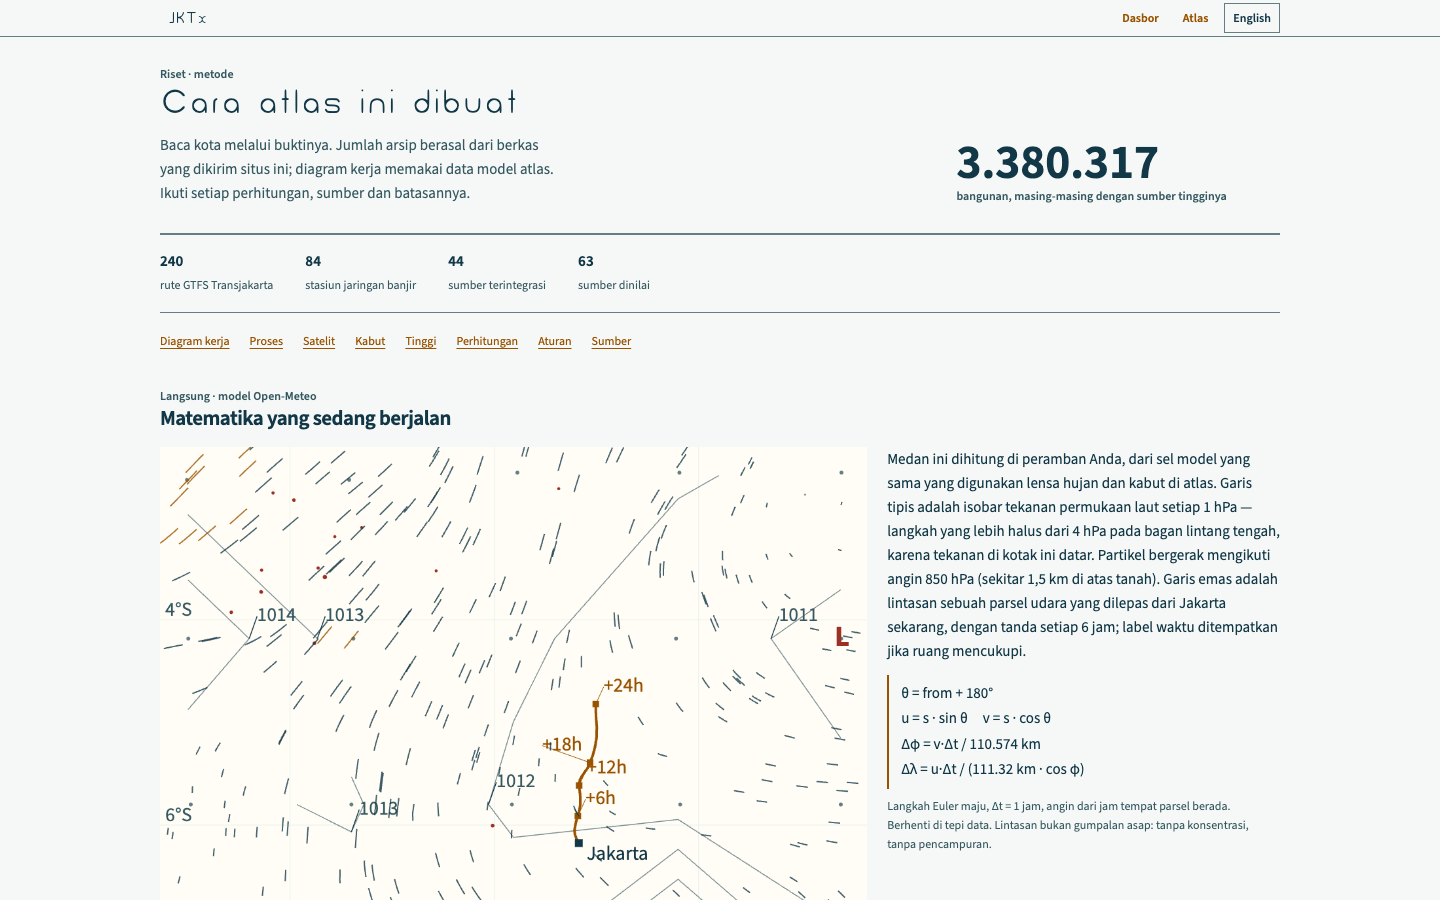 JKTx
Dasbor Atlas English
Riset · metode
Cara atlas ini dibuat
Baca kota melalui buktinya. Jumlah arsip berasal dari berkas
yang dikirim situs ini; diagram kerja memakai data model atlas.
Ikuti setiap perhitungan, sumber dan batasannya.
3.380.317
bangunan, masing-masing dengan sumber tingginya
240
rute GTFS Transjakarta
84
stasiun jaringan banjir
44
sumber terintegrasi
63
sumber dinilai
Diagram kerja Proses Satelit Kabut Tinggi Perhitungan Aturan Sumber
Langsung · model Open-Meteo
Matematika yang sedang berjalan
4°S
1014
1013
1011
L
+24h
+18h
+12h
1012
+6h
1013
6°S
Jakarta
Medan ini dihitung di peramban Anda, dari sel model yang
sama yang digunakan lensa hujan dan kabut di atlas. Garis
tipis adalah isobar tekanan permukaan laut setiap 1 hPa —
langkah yang lebih halus dari 4 hPa pada bagan lintang tengah,
karena tekanan di kotak ini datar. Partikel bergerak mengikuti
angin 850 hPa (sekitar 1,5 km di atas tanah). Garis emas adalah
lintasan sebuah parsel udara yang dilepas dari Jakarta
sekarang, dengan tanda setiap 6 jam; label waktu ditempatkan
jika ruang mencukupi.
θ = from + 180°
u = s · sin θ v = s · cos θ
Δφ = v·Δt / 110.574 km
Δλ = u·Δt / (111.32 km · cos φ)
Langkah Euler maju, Δt = 1 jam, angin dari jam tempat parsel berada.
Berhenti di tepi data. Lintasan bukan gumpalan asap: tanpa konsentrasi,
tanpa pencampuran.